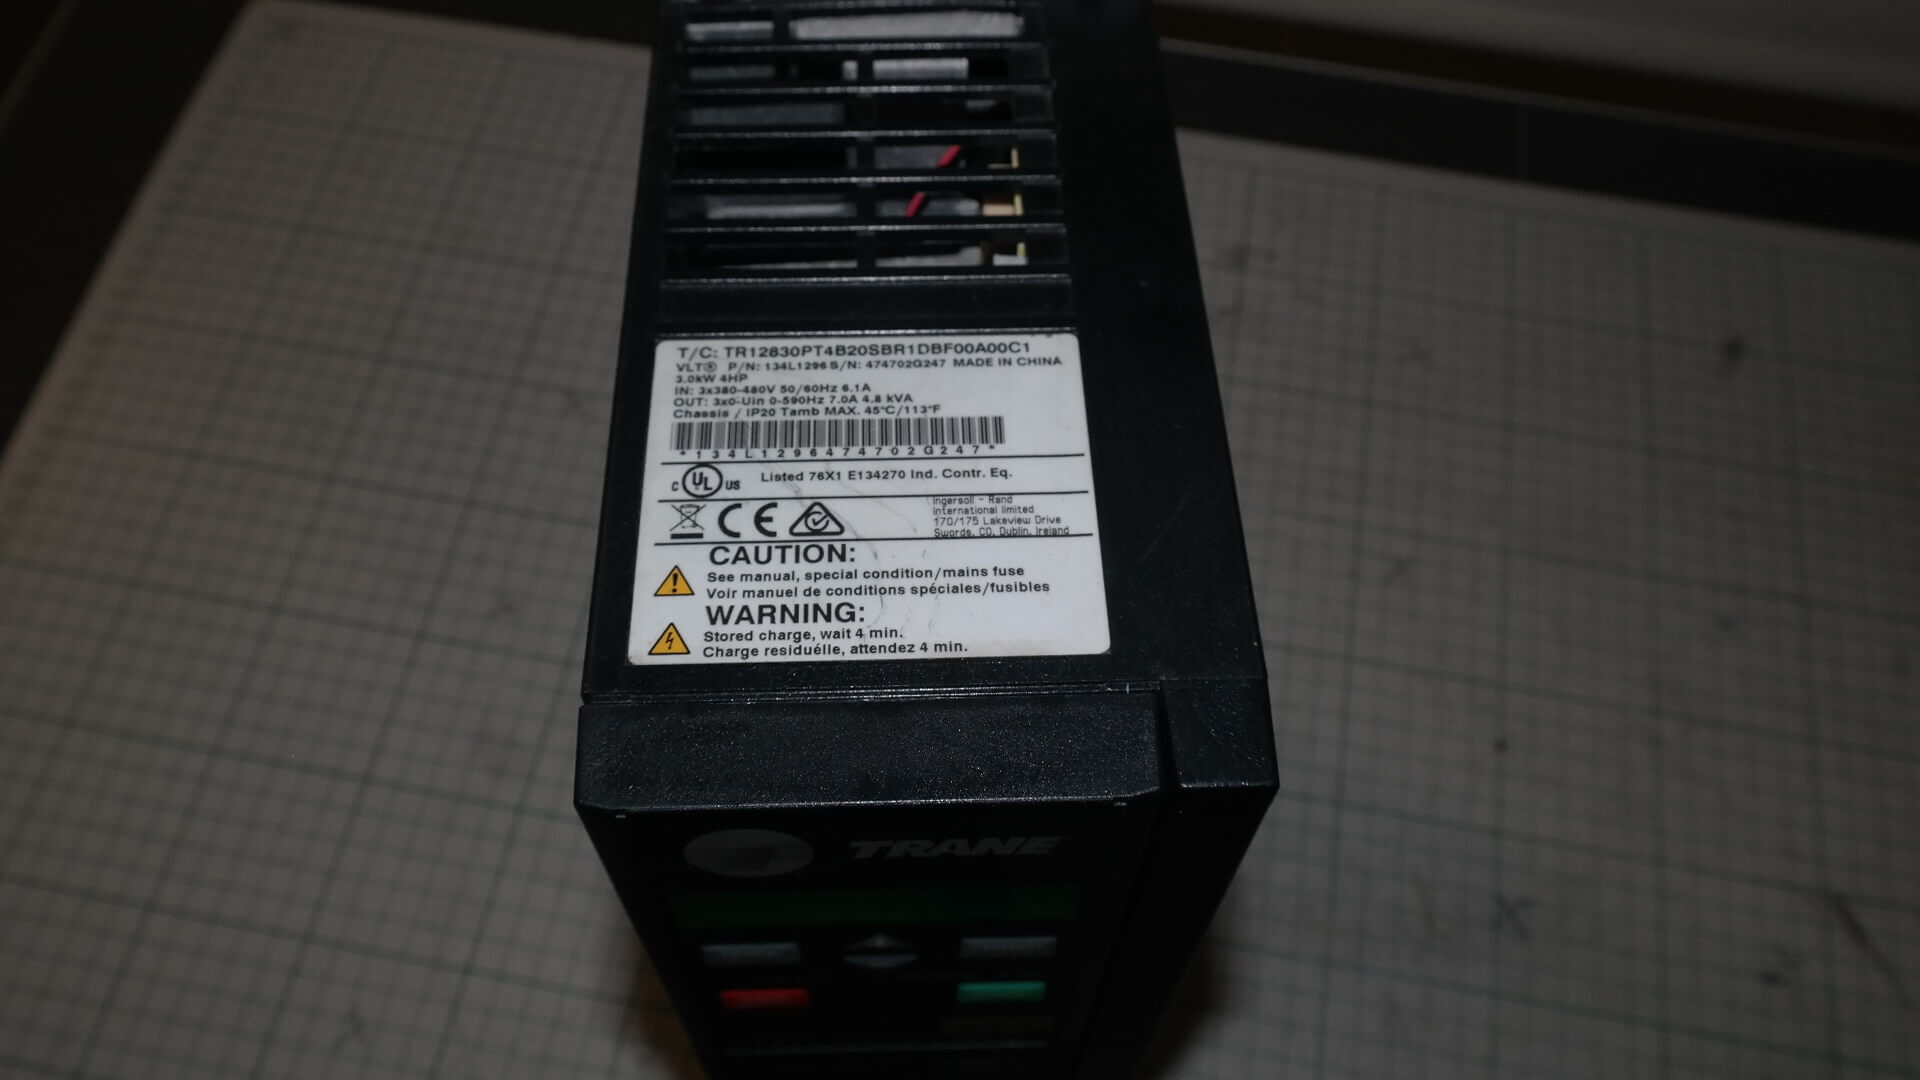 T/C: TR12830PT4B20SBR1DBF00A00C1
VLT® P/N: 134L1296 S/N: 474702G247 MADE IN CHINA
3.0kW 4HP
IN: 3x380-480V 50/60Hz 6.1A
OUT: 3x0-Uin 0-590Hz 7.0A 4.8 kVA
Chassis / IP20 Tamb MAX. 45°C/113°F
*134L1296474702G247*
C UL US Listed 76X1 E134270 Ind. Contr. Eq.
CE
Ingersoll - Rand
International limited
170/175 Lakeview Drive
Swords, CO. Dublin, Ireland
CAUTION:
See manual, special condition/mains fuse
Voir manuel de conditions spéciales/fusibles
WARNING:
Stored charge, wait 4 min.
Charge residuélle, attendez 4 min.
TRANE